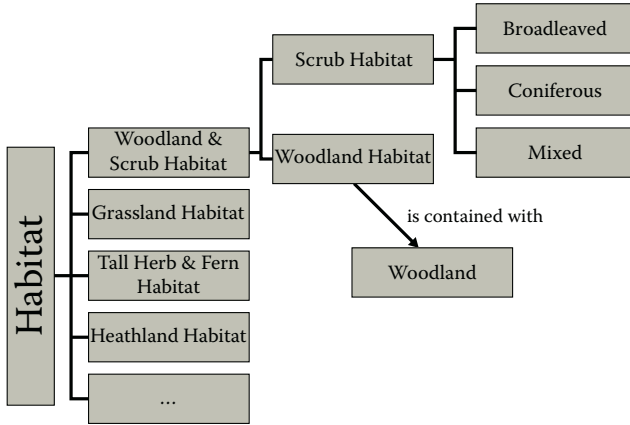 Habitat
Woodland &
Scrub Habitat
Grassland Habitat
Tall Herb & Fern
Habitat
Heathland Habitat
...
Scrub Habitat
Woodland Habitat
Broadleaved
Coniferous
Mixed
is contained with
Woodland